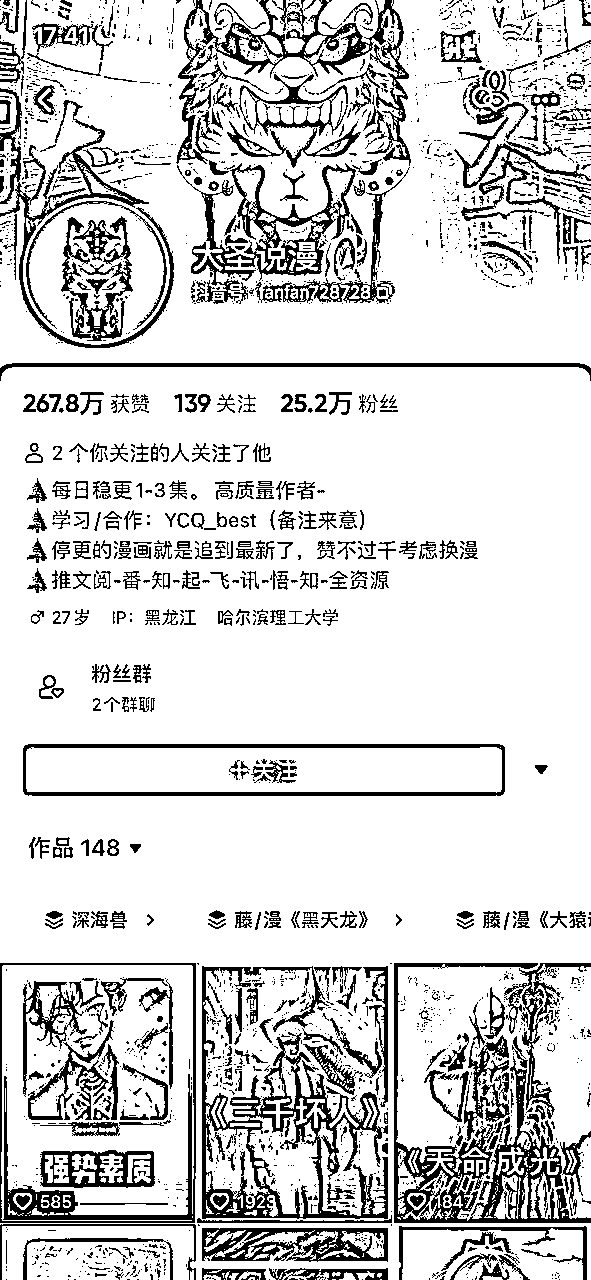 17:41
大 圣
大圣说漫
抖音号：fanfan728728
267.8万 获赞 139 关注 25.2万 粉丝
2 个你关注的人关注了他
🎄每日稳更1-3集。 高质量作者-
🎄学习/合作：YCQ_best（备注来意）
🎄停更的漫画就是追到最新了，赞不过千考虑换漫
🎄推文阅-番-知-起-飞-讯-悟-知-全资源
♂ 27岁 IP：黑龙江 哈尔滨理工大学
粉丝群
2个群聊
+关注
作品 148
深海兽 藤/漫《黑天龙》 藤/漫《大猿
《三千坏人》
《天命成光》
强势素质
585 1847